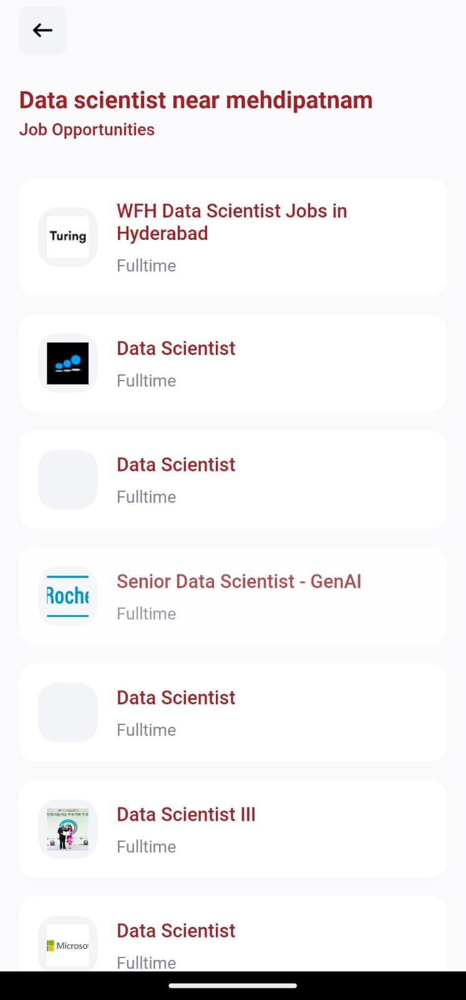 Data scientist near mehdipatnam
Job Opportunities
Turing
WFH Data Scientist Jobs in
Hyderabad
Fulltime
Data Scientist
Fulltime
Data Scientist
Fulltime
Roche
Senior Data Scientist - GenAI
Fulltime
Data Scientist
Fulltime
Data Scientist III
Fulltime
Microso
Data Scientist
Fulltime